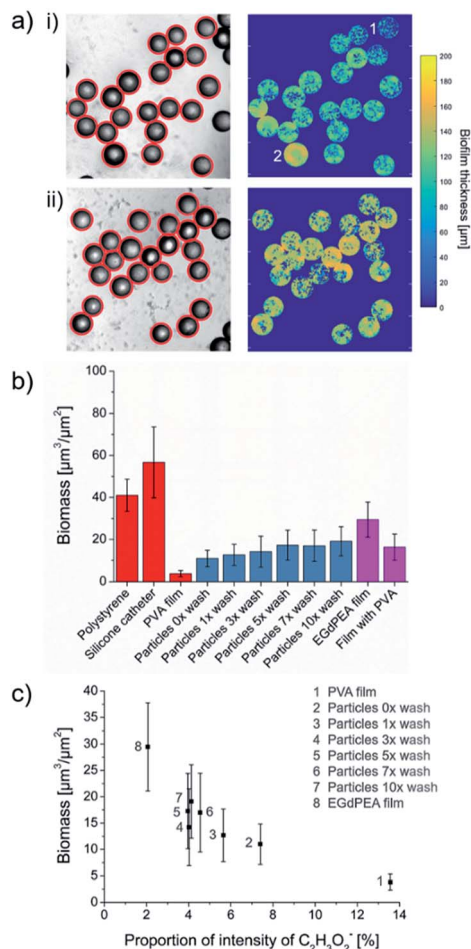 a)
i)
1
2
ii)
200
180
160
140
120
100
80
60
40
20
0
Biofilm thickness [µm]
b)
Biomass [µm³/µm²]
100
80
60
40
20
0
Polystyrene
Silicone catheter
PVA film
Particles 0x wash
Particles 1x wash
Particles 3x wash
Particles 5x wash
Particles 7x wash
Particles 10x wash
EGdPEA film
Film with PVA
c)
Biomass [µm³/µm²]
40
35
30
25
20
15
10
5
0
1 PVA film
2 Particles 0x wash
3 Particles 1x wash
4 Particles 3x wash
5 Particles 5x wash
6 Particles 7x wash
7 Particles 10x wash
8 EGdPEA film
8
7
5
6
4
3
2
1
0 2 4 6 8 10 12 14
Proportion of intensity of C₂H₃O₂⁻ [%]